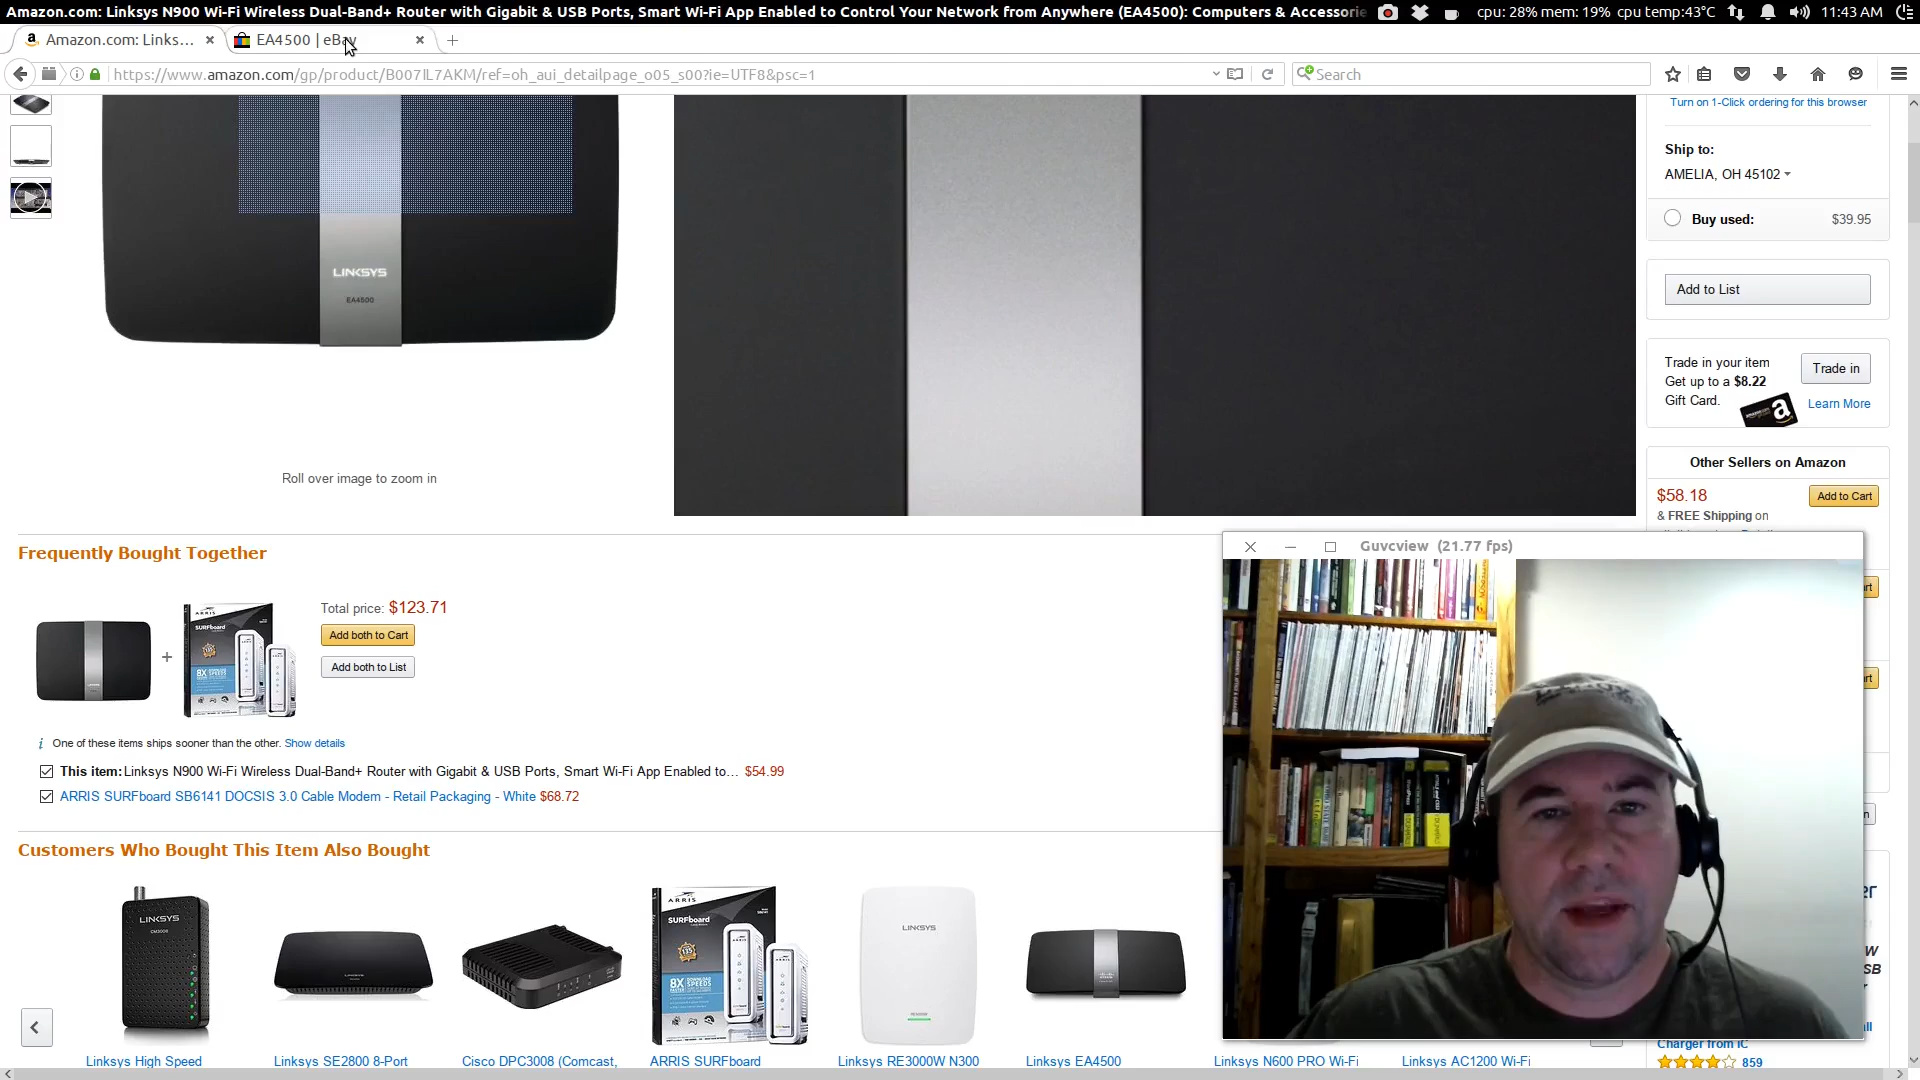 Amazon.com: Linksys N900 Wi-Fi Wireless Dual-Band+ Router with Gigabit & USB Ports, Smart Wi-Fi App Enabled to Control Your Network from Anywhere (EA4500): Computers & Accessorie
cpu: 28% mem: 19% cpu temp:43°C 11:43 AM
Amazon.com: Links...
EA4500 | eBay
https://www.amazon.com/gp/product/B007IL7AKM/ref=oh_aui_detailpage_o05_s00?ie=UTF8&psc=1
Search
Turn on 1-Click ordering for this browser
Ship to:
AMELIA, OH 45102
Buy used: $39.95
LINKSYS
EA4500
Add to List
Trade in your item
Get up to a $8.22
Gift Card.
Trade in
Learn More
Roll over image to zoom in
Other Sellers on Amazon
$58.18
Add to Cart
& FREE Shipping on
Frequently Bought Together
Guvcview (21.77 fps)
Total price: $123.71
Add both to Cart
Add both to List
ARRIS
SURFboard
8X
One of these items ships sooner than the other. Show details
This item: Linksys N900 Wi-Fi Wireless Dual-Band+ Router with Gigabit & USB Ports, Smart Wi-Fi App Enabled to… $54.99
ARRIS SURFboard SB6141 DOCSIS 3.0 Cable Modem - Retail Packaging - White $68.72
Customers Who Bought This Item Also Bought
LINKSYS
ARRIS
SURFboard
8X
LINKSYS
Linksys High Speed
Linksys SE2800 8-Port
Cisco DPC3008 (Comcast,
ARRIS SURFboard
Linksys RE3000W N300
Linksys EA4500
Linksys N600 PRO Wi-Fi
Linksys AC1200 Wi-Fi
Charger from iC
859